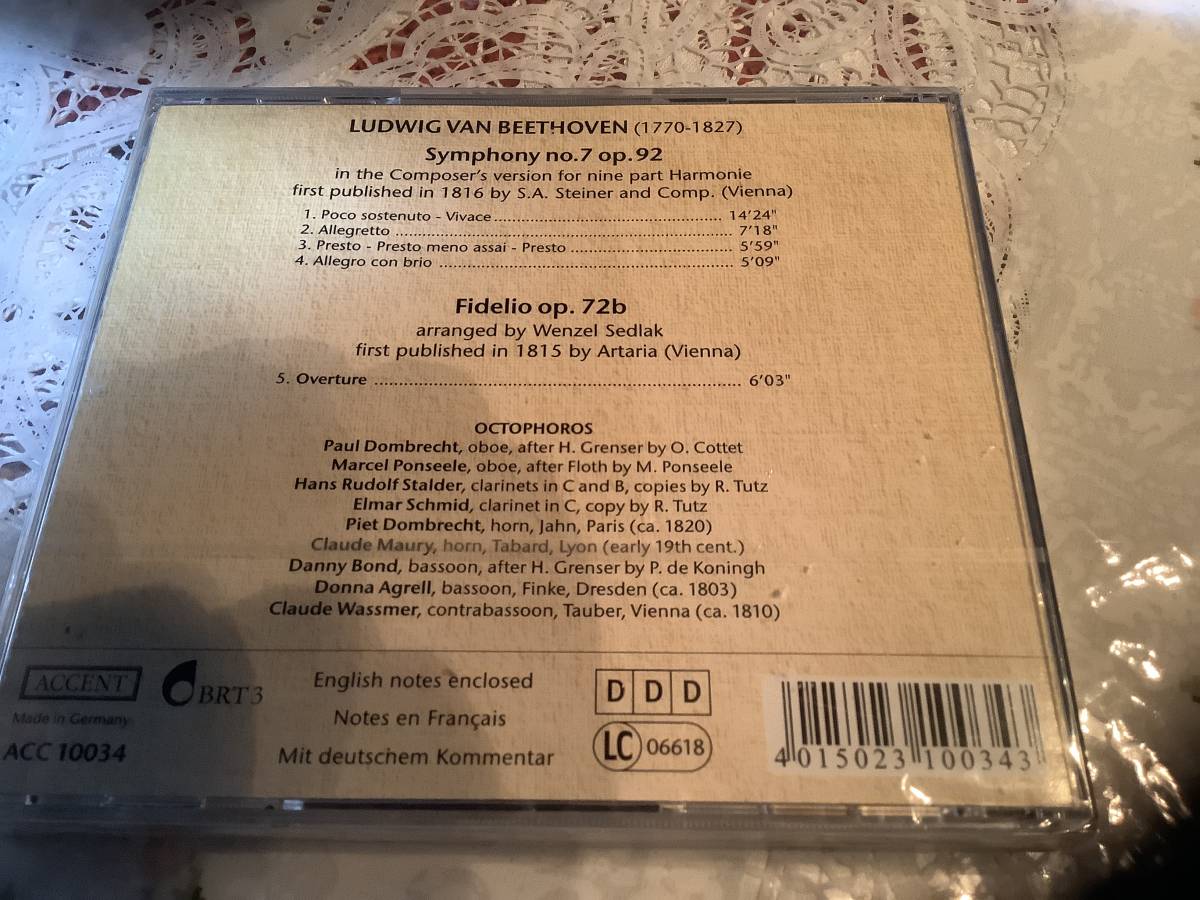 LUDWIG VAN BEETHOVEN (1770-1827)
Symphony no.7 op.92
in the Composer's version for nine part Harmonie
first published in 1816 by S.A. Steiner and Comp. (Vienna)
1. Poco sostenuto - Vivace........................................ 14'24"
2. Allegretto ............................................................ 7'18"
3. Presto - Presto meno assai - Presto ............................. 5'59"
4. Allegro con brio .................................................... 5'09"
Fidelio op. 72b
arranged by Wenzel Sedlak
first published in 1815 by Artaria (Vienna)
5. Overture .................................................................. 6'03"
OCTOPHOROS
Paul Dombrecht, oboe, after H. Grenser by O. Cottet
Marcel Ponseele, oboe, after Floth by M. Ponseele
Hans Rudolf Stalder, clarinets in C and B, copies by R. Tutz
Elmar Schmid, clarinet in C, copy by R. Tutz
Piet Dombrecht, horn, Jahn, Paris (ca. 1820)
Claude Maury, horn, Tabard, Lyon (early 19th cent.)
Danny Bond, bassoon, after H. Grenser by P. de Koningh
Donna Agrell, bassoon, Finke, Dresden (ca. 1803)
Claude Wassmer, contrabassoon, Tauber, Vienna (ca. 1810)
ACCENT
BRT 3
Made in Germany
ACC 10034
English notes enclosed
Notes en Français
Mit deutschem Kommentar
D D D
LC 06618
4 015023 100343